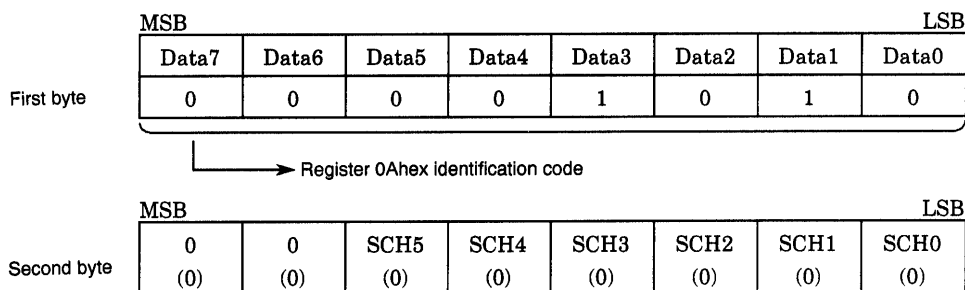 MSB LSB
Data7 Data6 Data5 Data4 Data3 Data2 Data1 Data0
First byte 0 0 0 0 1 0 1 0
Register 0Ahex identification code
MSB LSB
0 0 SCH5 SCH4 SCH3 SCH2 SCH1 SCH0
Second byte
(0) (0) (0) (0) (0) (0) (0) (0)